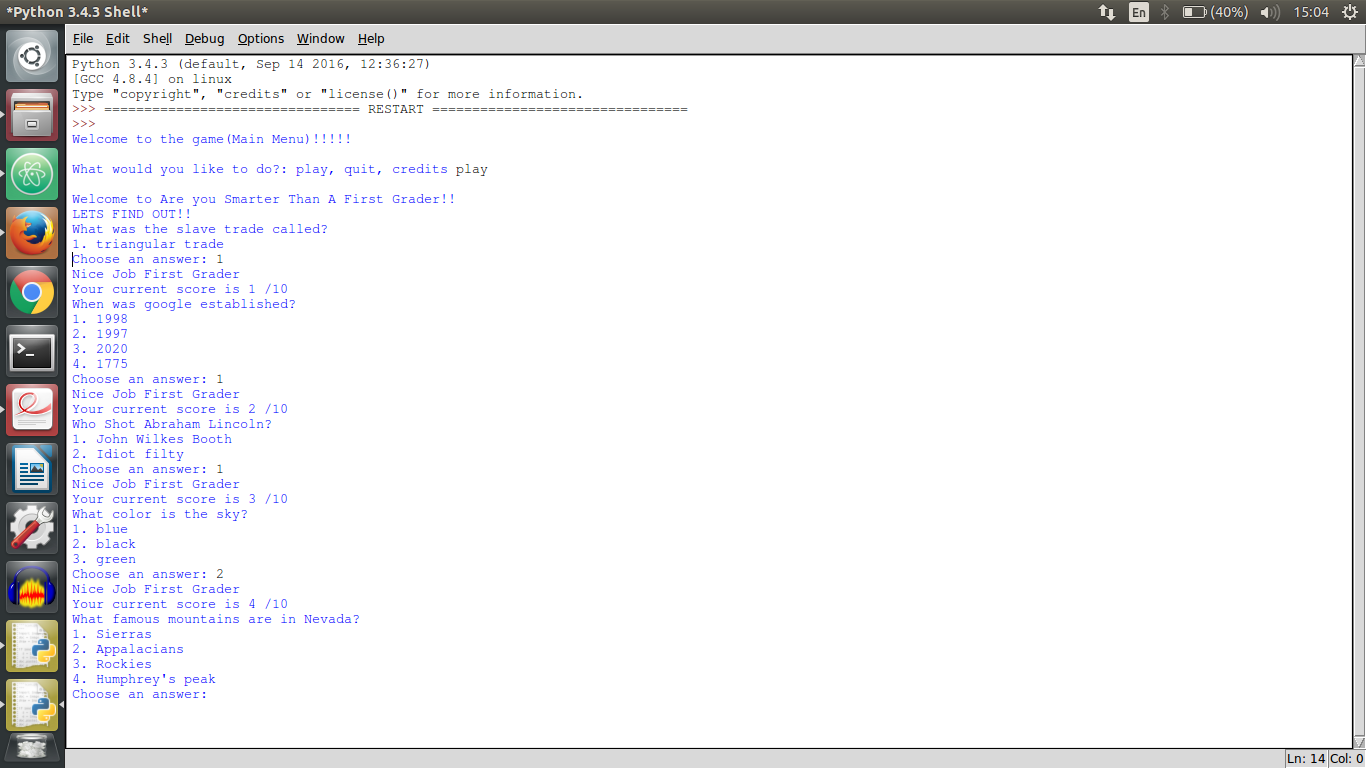 *Python 3.4.3 Shell*
En
(40%)
15:04
File Edit Shell Debug Options Window Help
Python 3.4.3 (default, Sep 14 2016, 12:36:27)
[GCC 4.8.4] on linux
Type "copyright", "credits" or "license()" for more information.
>>> ================================ RESTART ================================
>>>
Welcome to the game(Main Menu)!!!!!
What would you like to do?: play, quit, credits play
Welcome to Are you Smarter Than A First Grader!!
LETS FIND OUT!!
What was the slave trade called?
1. triangular trade
Choose an answer: 1
Nice Job First Grader
Your current score is 1 /10
When was google established?
1. 1998
2. 1997
3. 2020
4. 1775
Choose an answer: 1
Nice Job First Grader
Your current score is 2 /10
Who Shot Abraham Lincoln?
1. John Wilkes Booth
2. Idiot filty
Choose an answer: 1
Nice Job First Grader
Your current score is 3 /10
What color is the sky?
1. blue
2. black
3. green
Choose an answer: 2
Nice Job First Grader
Your current score is 4 /10
What famous mountains are in Nevada?
1. Sierras
2. Appalacians
3. Rockies
4. Humphrey's peak
Choose an answer:
Ln: 14 Col: 0